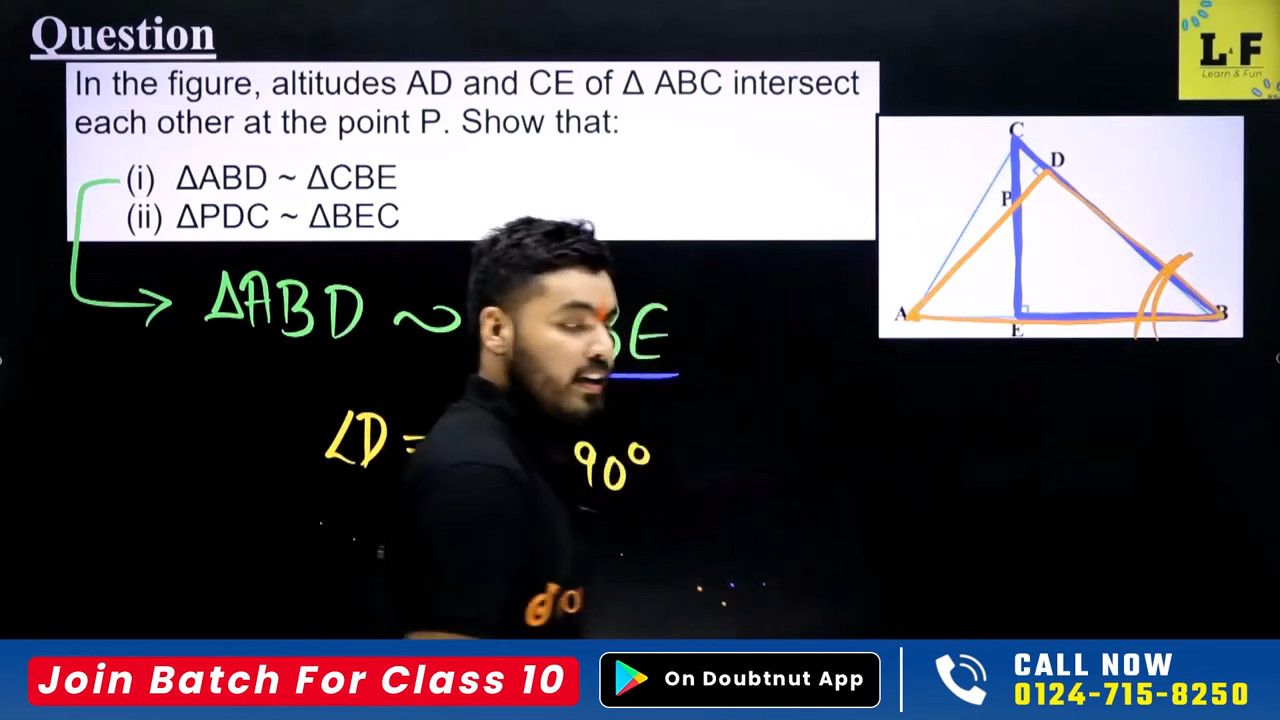 Question
L&F
Learn & Fun
In the figure, altitudes AD and CE of Δ ABC intersect
each other at the point P. Show that:
(i) ΔABD ~ ΔCBE
(ii) ΔPDC ~ ΔBEC
C
D
P
A
B
E
ΔABD ~ BE
∠D = 90°
Join Batch For Class 10
On Doubtnut App
CALL NOW
0124-715-8250